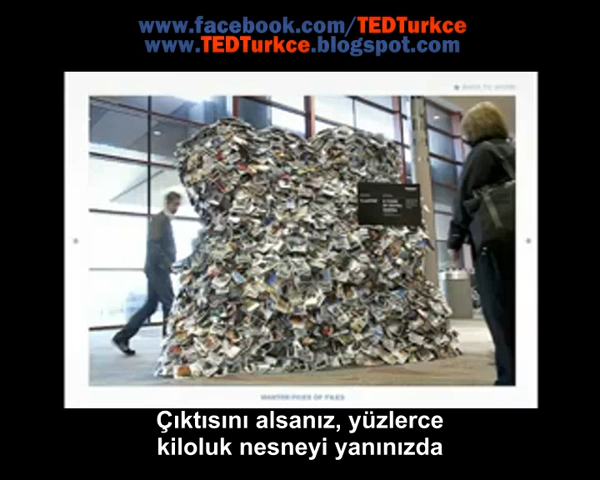 www.facebook.com/TEDTurkce
www.TEDTurkce.blogspot.com
Çıktısını alsanız, yüzlerce
kiloluk nesneyi yanınızda